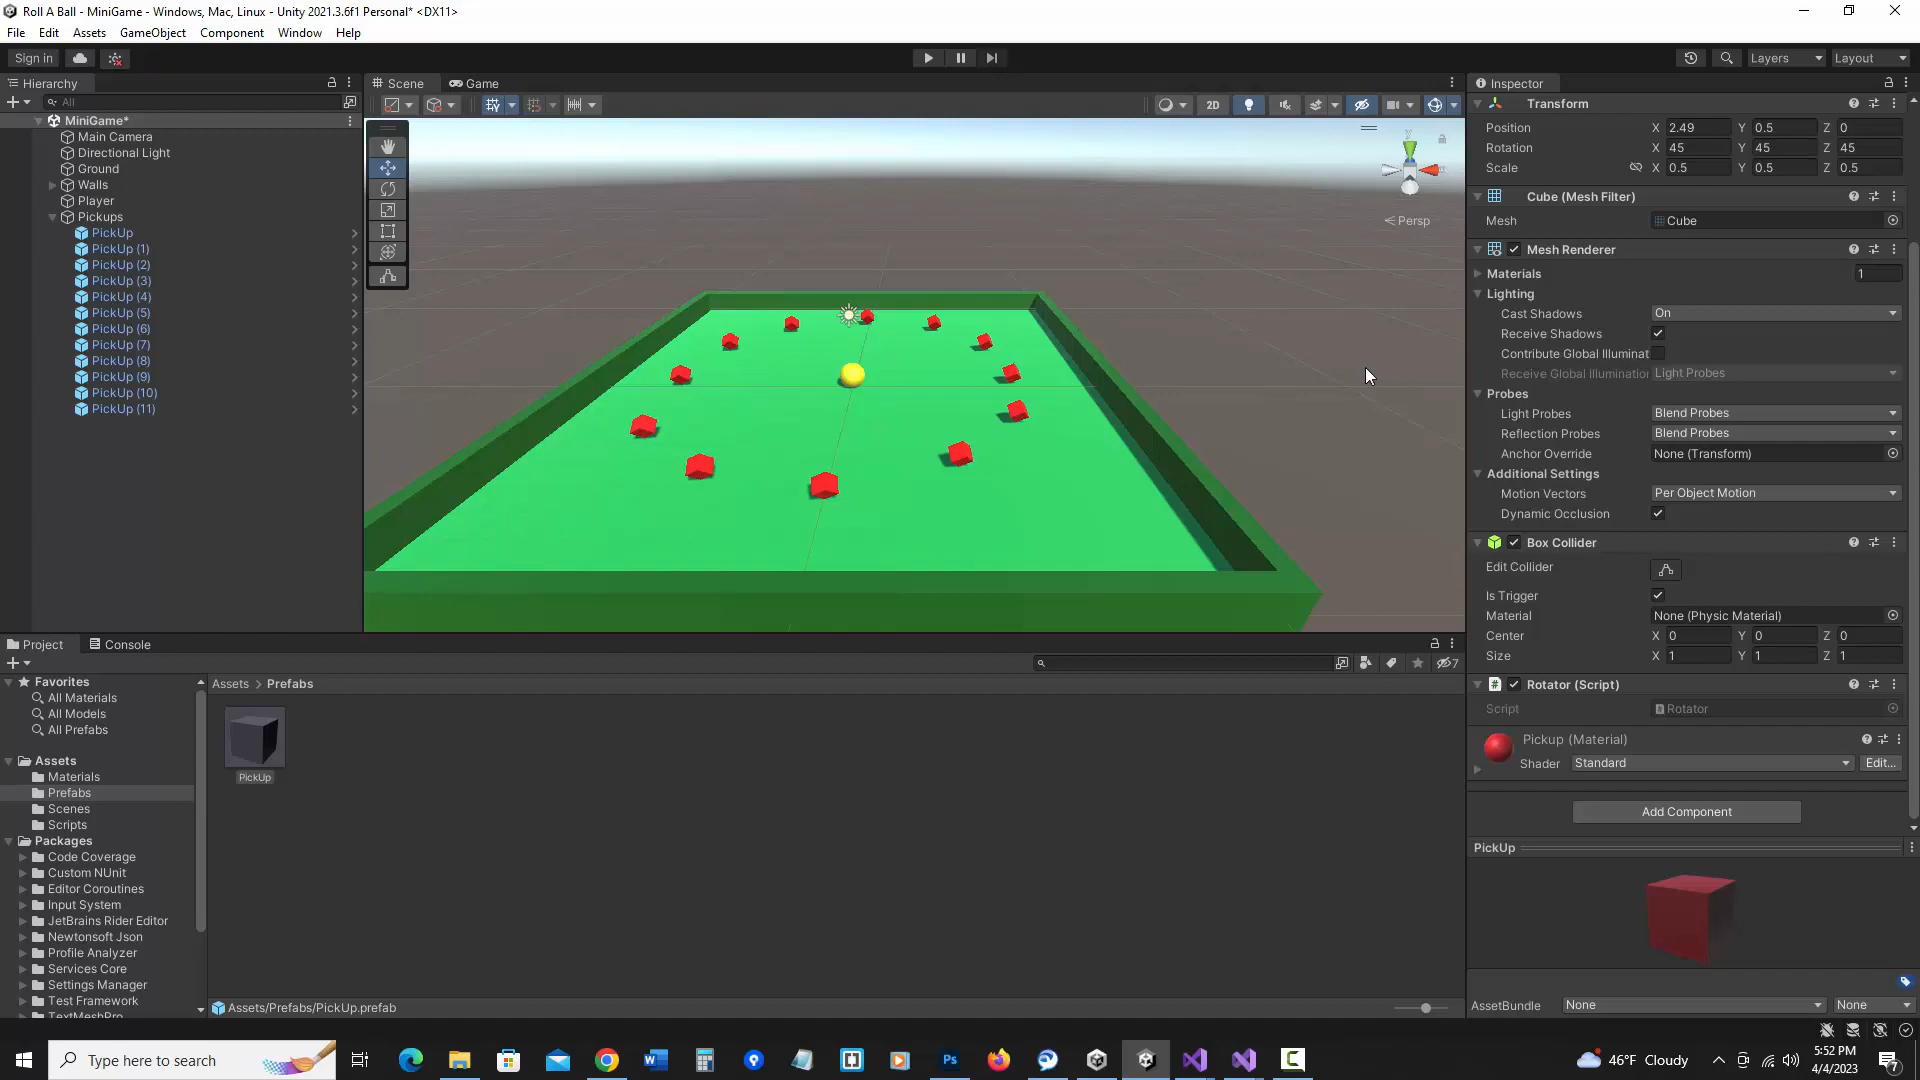 Roll A Ball - MiniGame - Windows, Mac, Linux - Unity 2021.3.6f1 Personal* <DX11>
File Edit Assets GameObject Component Window Help
Sign in
Layers
Layout
Hierarchy
All
MiniGame*
Main Camera
Directional Light
Ground
Walls
Player
Pickups
PickUp
PickUp (1)
PickUp (2)
PickUp (3)
PickUp (4)
PickUp (5)
PickUp (6)
PickUp (7)
PickUp (8)
PickUp (9)
PickUp (10)
PickUp (11)
Scene
Game
2D
y
Persp
Inspector
Transform
Position X 2.49 Y 0.5 Z 0
Rotation X 45 Y 45 Z 45
Scale X 0.5 Y 0.5 Z 0.5
Cube (Mesh Filter)
Mesh Cube
Mesh Renderer
Materials 1
Lighting
Cast Shadows On
Receive Shadows
Contribute Global Illuminat
Receive Global Illumination Light Probes
Probes
Light Probes Blend Probes
Reflection Probes Blend Probes
Anchor Override None (Transform)
Additional Settings
Motion Vectors Per Object Motion
Dynamic Occlusion
Box Collider
Edit Collider
Is Trigger
Material None (Physic Material)
Center X 0 Y 0 Z 0
Size X 1 Y 1 Z 1
Rotator (Script)
Script Rotator
Pickup (Material)
Shader Standard Edit...
Add Component
PickUp
AssetBundle None None
Project
Console
7
Favorites
All Materials
All Models
All Prefabs
Assets
Materials
Prefabs
Scenes
Scripts
Packages
Code Coverage
Custom NUnit
Editor Coroutines
Input System
JetBrains Rider Editor
Newtonsoft Json
Profile Analyzer
Services Core
Settings Manager
Test Framework
TextMeshPro
Assets > Prefabs
PickUp
Assets/Prefabs/PickUp.prefab
Type here to search
Ps
46°F Cloudy
5:52 PM
4/4/2023
7